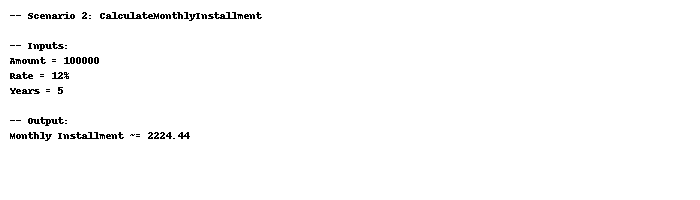 -- Scenario 2: CalculateMonthlyInstallment
-- Inputs:
Amount = 100000
Rate = 12%
Years = 5
-- Output:
Monthly Installment ~= 2224.44